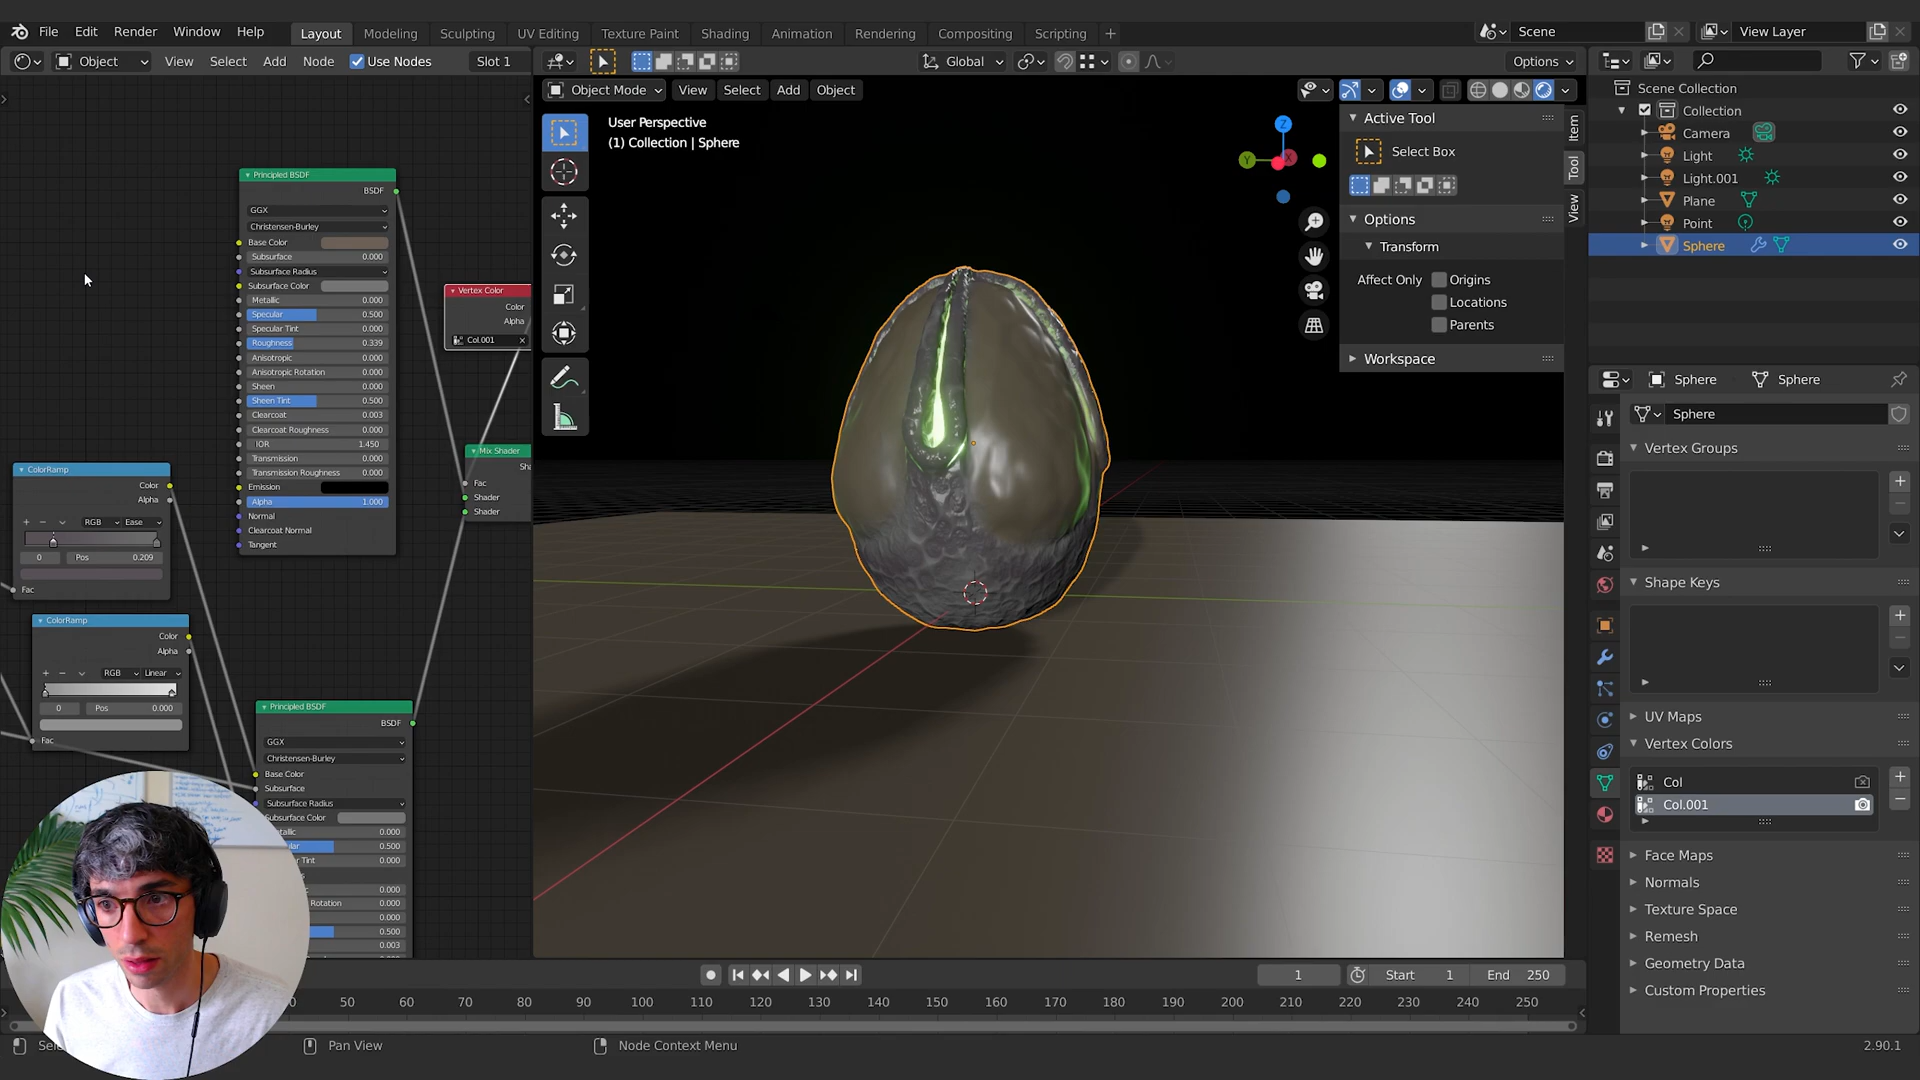 File Edit Render Window Help Layout Modeling Sculpting UV Editing Texture Paint Shading Animation Rendering Compositing Scripting + Scene View Layer
Object View Select Add Node Use Nodes Slot 1
Global Options
Object Mode View Select Add Object
User Perspective
(1) Collection | Sphere
Z
Y
X
Active Tool
Select Box
Options
Transform
Affect Only Origins
Locations
Parents
Workspace
Item
Tool
View
Scene Collection
Collection
Camera
Light
Light.001
Plane
Point
Sphere
Sphere Sphere
Sphere
Vertex Groups
Shape Keys
UV Maps
Vertex Colors
Col
Col.001
Face Maps
Normals
Texture Space
Remesh
Geometry Data
Custom Properties
Principled BSDF
BSDF
GGX
Christensen-Burley
Base Color
Subsurface 0.000
Subsurface Radius
Subsurface Color
Metallic 0.000
Specular 0.500
Specular Tint 0.000
Roughness 0.339
Anisotropic 0.000
Anisotropic Rotation 0.000
Sheen 0.000
Sheen Tint 0.500
Clearcoat 0.003
Clearcoat Roughness 0.000
IOR 1.450
Transmission 0.000
Transmission Roughness 0.000
Emission
Alpha 1.000
Normal
Clearcoat Normal
Tangent
Vertex Color
Color
Alpha
Col.001
Mix Shader
Fac
Shader
Shader
ColorRamp
Color
Alpha
RGB Ease
0 Pos 0.209
Fac
ColorRamp
Color
Alpha
RGB Linear
0 Pos 0.000
Fac
Principled BSDF
BSDF
GGX
Christensen-Burley
Base Color
Subsurface
Subsurface Radius
Subsurface Color
0.000
0.500
Tint 0.000
0.000
Rotation 0.000
0.000
0.500
0.003
1 Start 1 End 250
50 60 70 80 90 100 110 120 130 140 150 160 170 180 190 200 210 220 230 240 250
Pan View
Node Context Menu
2.90.1